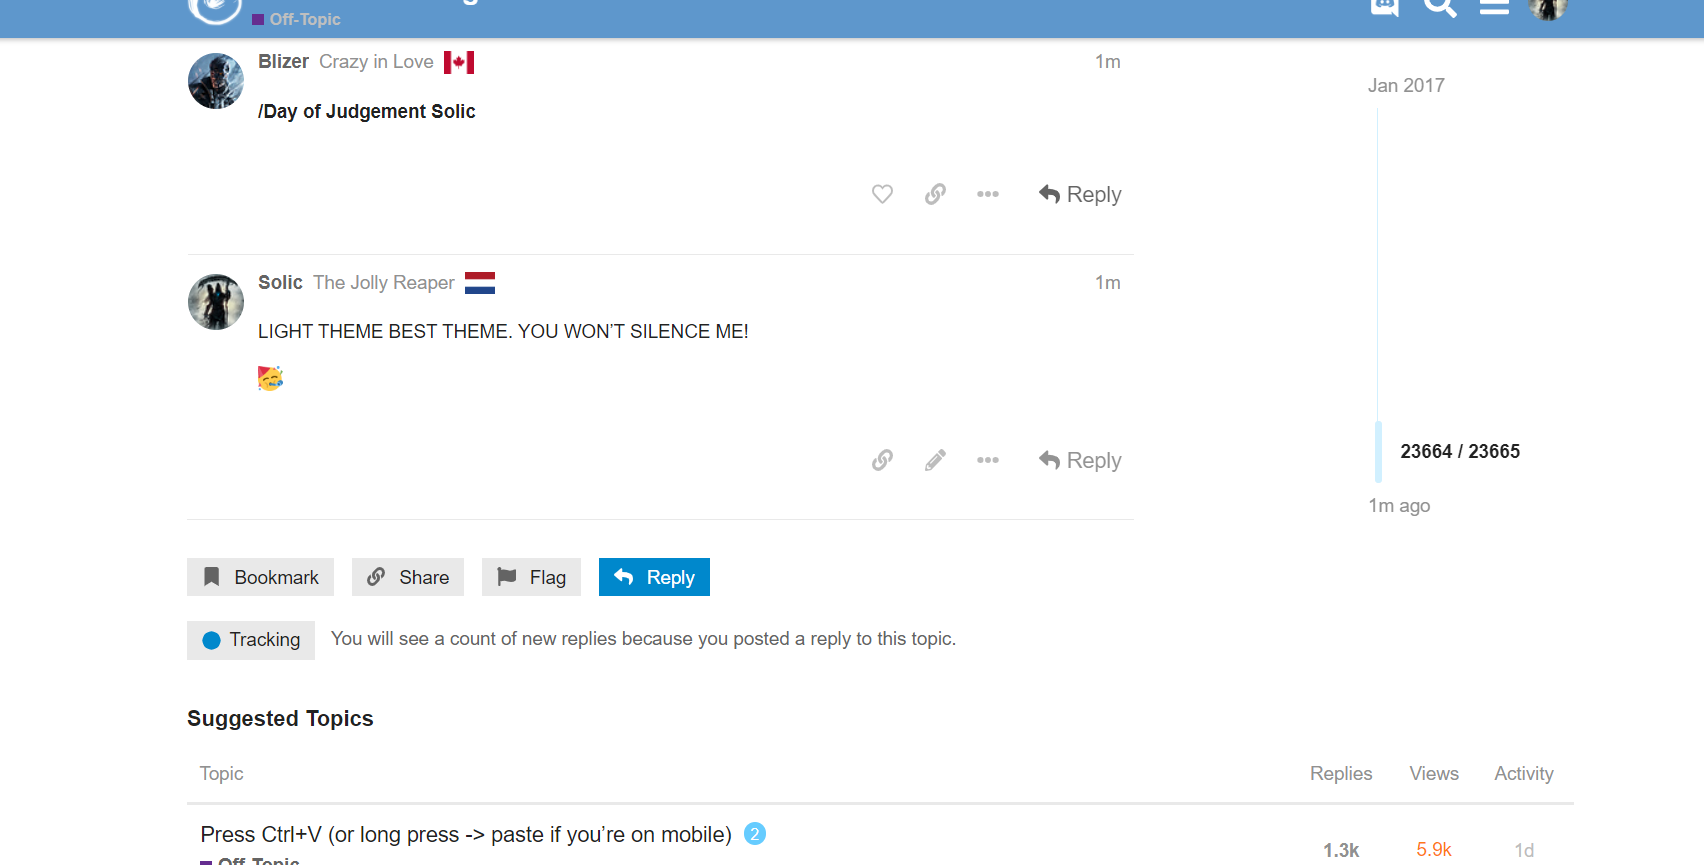 Off-Topic
Blizer Crazy in Love 1m
/Day of Judgement Solic
Reply
Solic The Jolly Reaper 1m
LIGHT THEME BEST THEME. YOU WON’T SILENCE ME!
Reply
Jan 2017
23664 / 23665
1m ago
Bookmark Share Flag Reply
Tracking You will see a count of new replies because you posted a reply to this topic.
Suggested Topics
Topic Replies Views Activity
Press Ctrl+V (or long press -> paste if you’re on mobile) 2
Off-Topic
1.3k 5.9k 1d